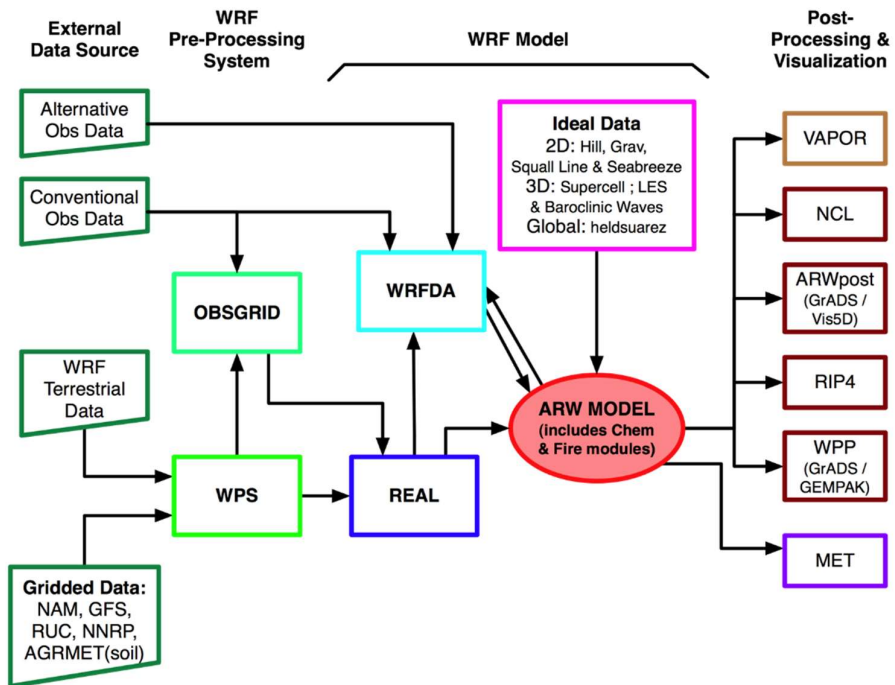 External
Data Source
WRF
Pre-Processing
System
WRF Model
Post-
Processing &
Visualization
Alternative
Obs Data
Conventional
Obs Data
WRF
Terrestrial
Data
Gridded Data:
NAM, GFS,
RUC, NNRP,
AGRMET(soil)
OBSGRID
WPS
WRFDA
REAL
Ideal Data
2D: Hill, Grav,
Squall Line & Seabreeze
3D: Supercell ; LES
& Baroclinic Waves
Global: heldsuarez
ARW MODEL
(includes Chem
& Fire modules)
VAPOR
NCL
ARWpost
(GrADS /
Vis5D)
RIP4
WPP
(GrADS /
GEMPAK)
MET